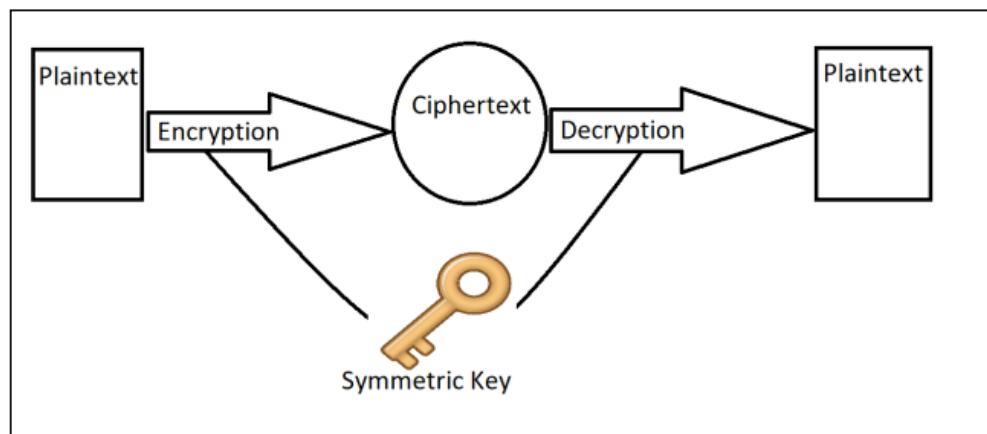 Plaintext
Encryption
Ciphertext
Decryption
Plaintext
Symmetric Key